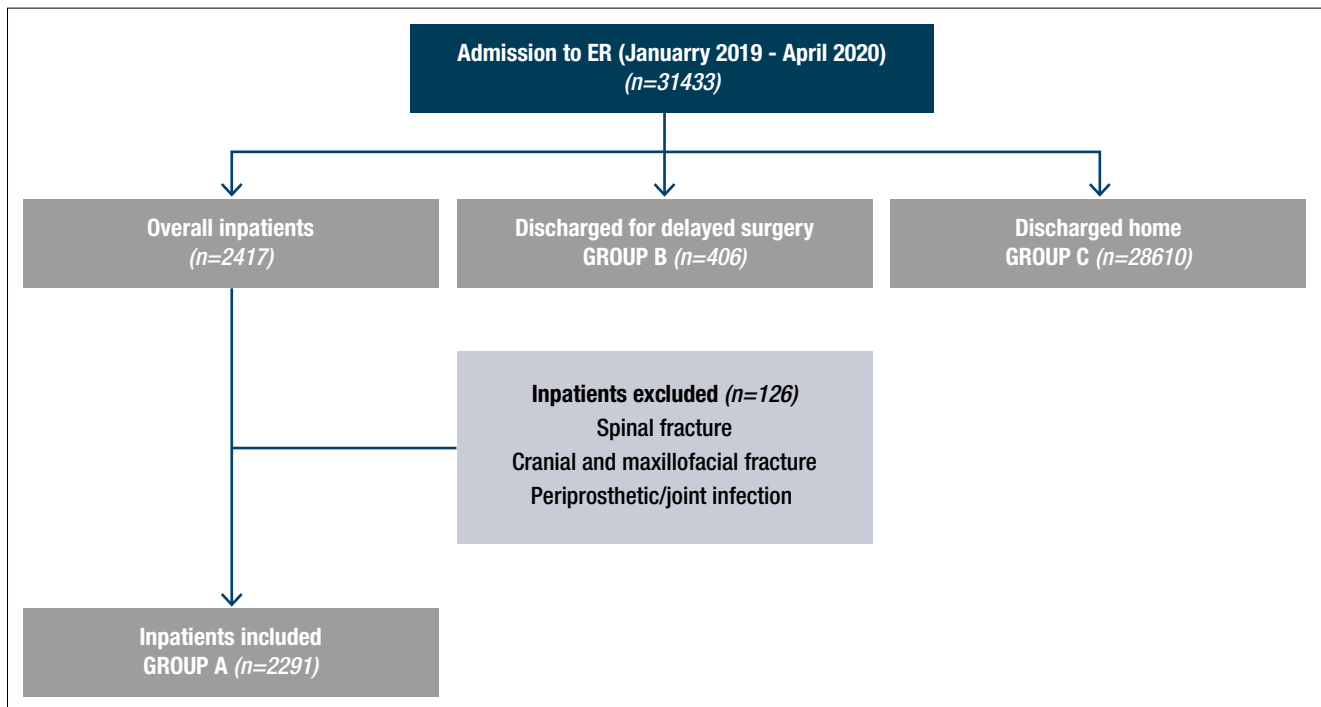 Admission to ER (Januarry 2019 - April 2020)
(n=31433)
Overall inpatients
(n=2417)
Discharged for delayed surgery
GROUP B (n=406)
Discharged home
GROUP C (n=28610)
Inpatients excluded (n=126)
Spinal fracture
Cranial and maxillofacial fracture
Periprosthetic/joint infection
Inpatients included
GROUP A (n=2291)